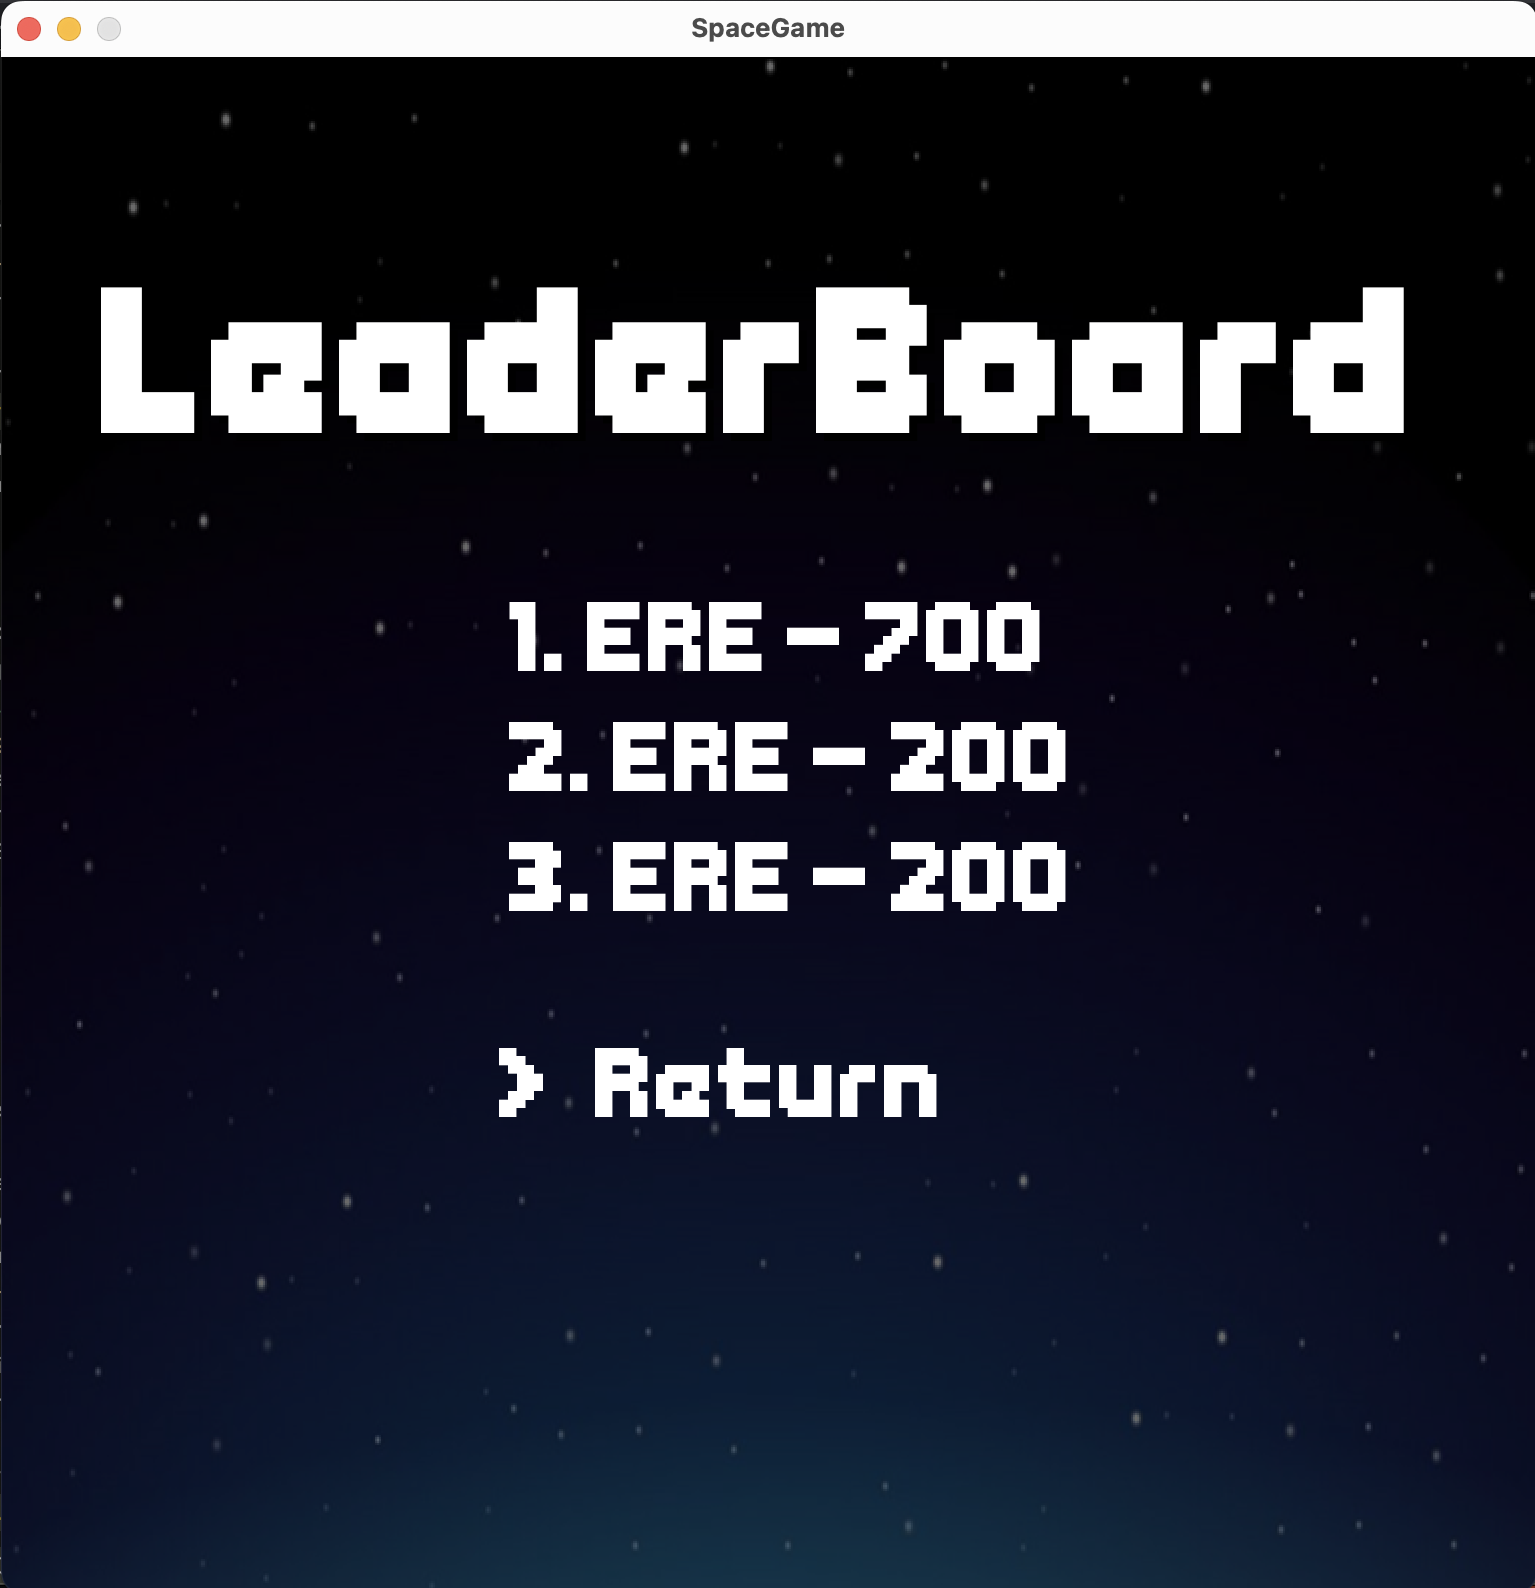 SpaceGame
LeaderBoard
1. ERE - 700
2. ERE - 200
3. ERE - 200
> Return